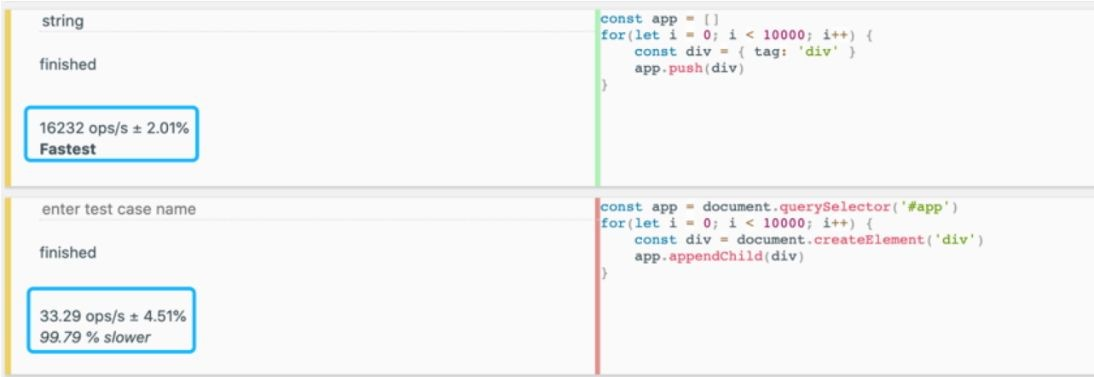 string
finished
16232 ops/s ± 2.01%
Fastest
const app = []
for(let i = 0; i < 10000; i++) {
    const div = { tag: 'div' }
    app.push(div)
}
enter test case name
finished
33.29 ops/s ± 4.51%
99.79 % slower
const app = document.querySelector('#app')
for(let i = 0; i < 10000; i++) {
    const div = document.createElement('div')
    app.appendChild(div)
}